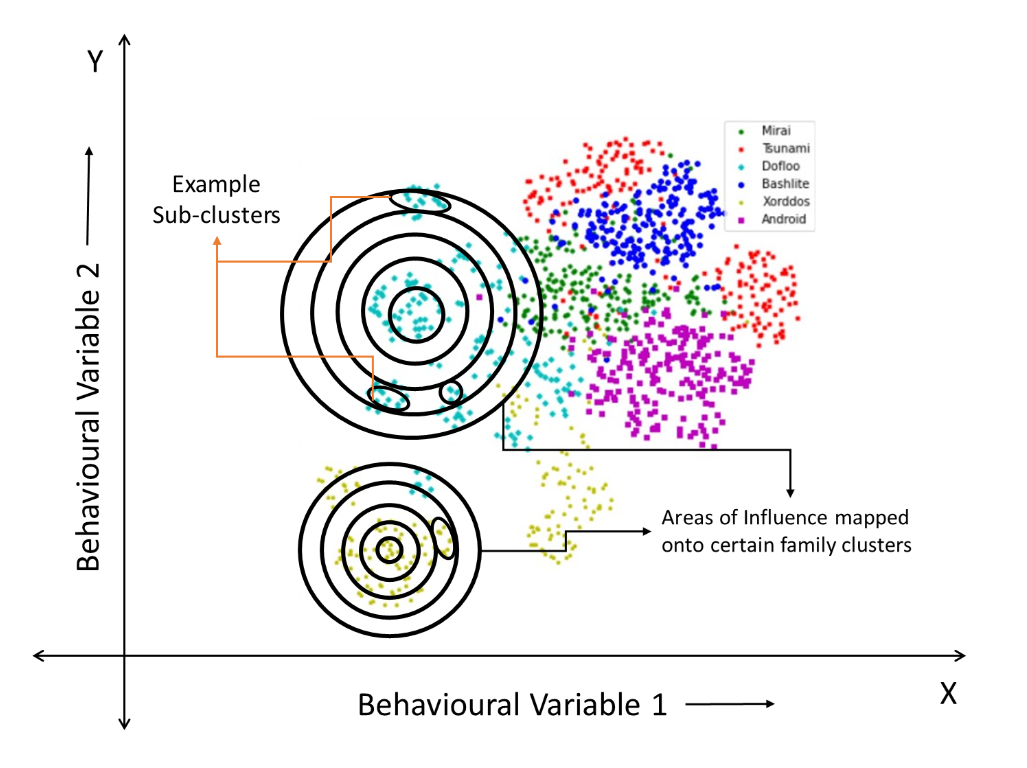 Y
Mirai
Tsunami
Dofloo
Bashlite
Xorddos
Android
Example
Sub-clusters
Behavioural Variable 2
Areas of Influence mapped
onto certain family clusters
X
Behavioural Variable 1